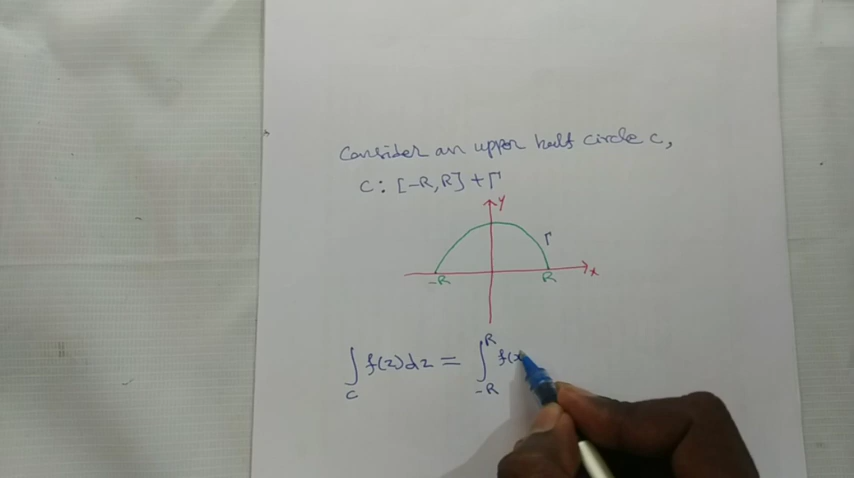 Consider an upper half circle C,
C : [-R, R] + Γ
y
Γ
-R R x
∫_C f(z) dz = ∫_{-R}^{R} f(x